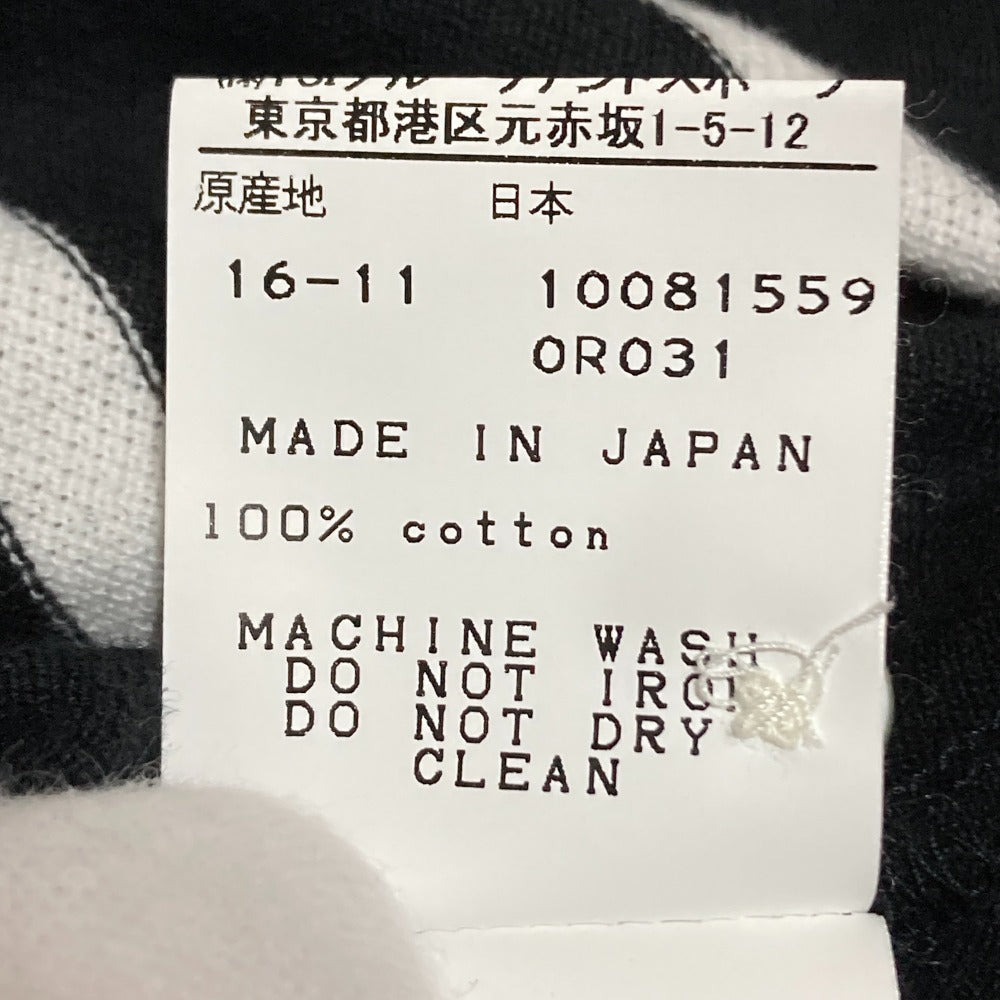 東京都港区元赤坂1-5-12
原産地 日本
16-11 10081559
0R031
MADE IN JAPAN
100% cotton
MACHINE WASH
DO NOT IRON
DO NOT DRY
CLEAN